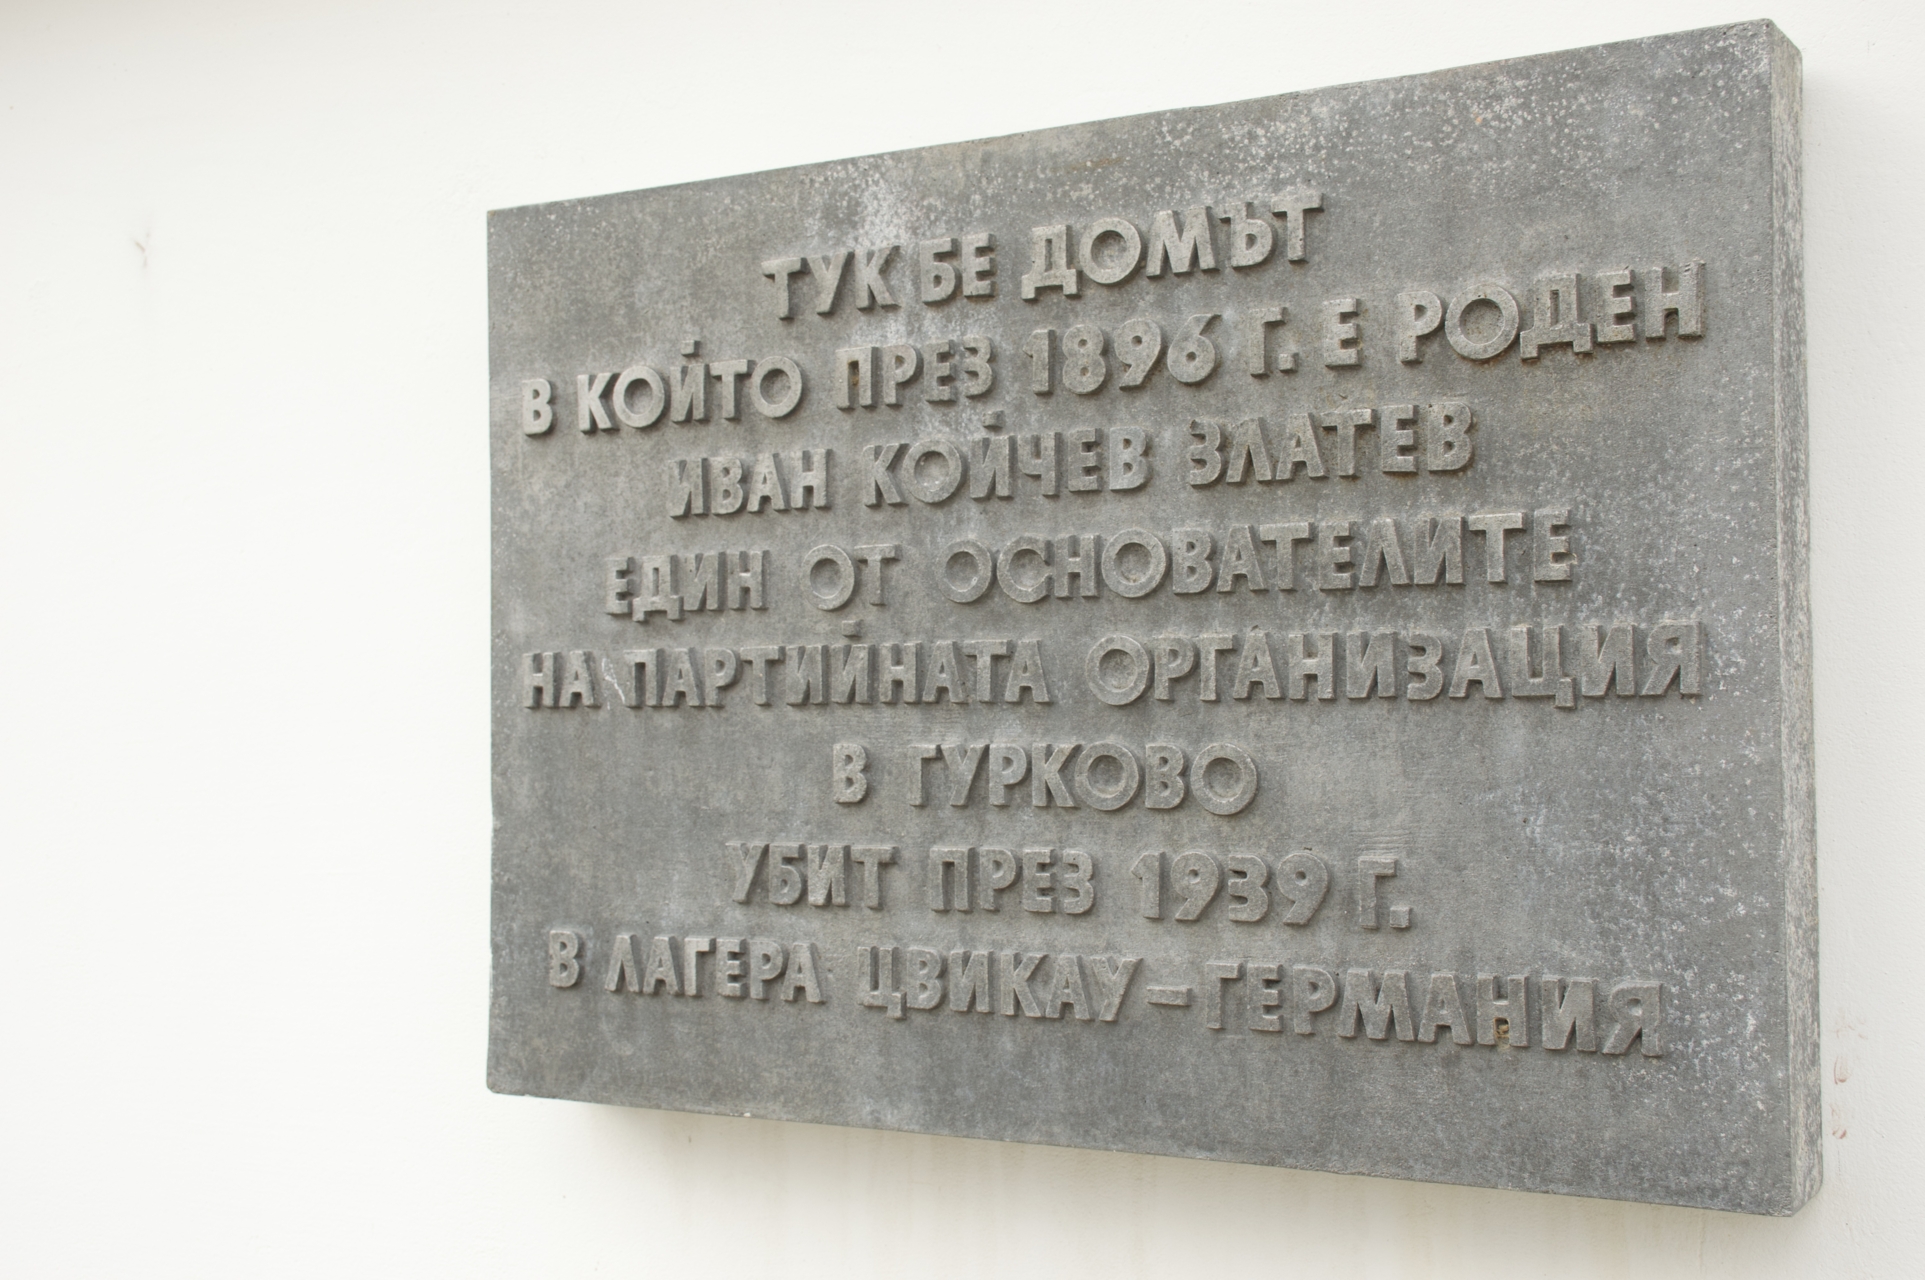 ТУК БЕ ДОМЪТ
В КОЙТО ПРЕЗ 1896 Г. Е РОДЕН
ИВАН КОЙЧЕВ ЗЛАТЕВ
ЕДИН ОТ ОСНОВАТЕЛИТЕ
НА ПАРТИЙНАТА ОРГАНИЗАЦИЯ
В ГУРКОВО
УБИТ ПРЕЗ 1939 Г.
В ЛАГЕРА ЦВИКАУ-ГЕРМАНИЯ